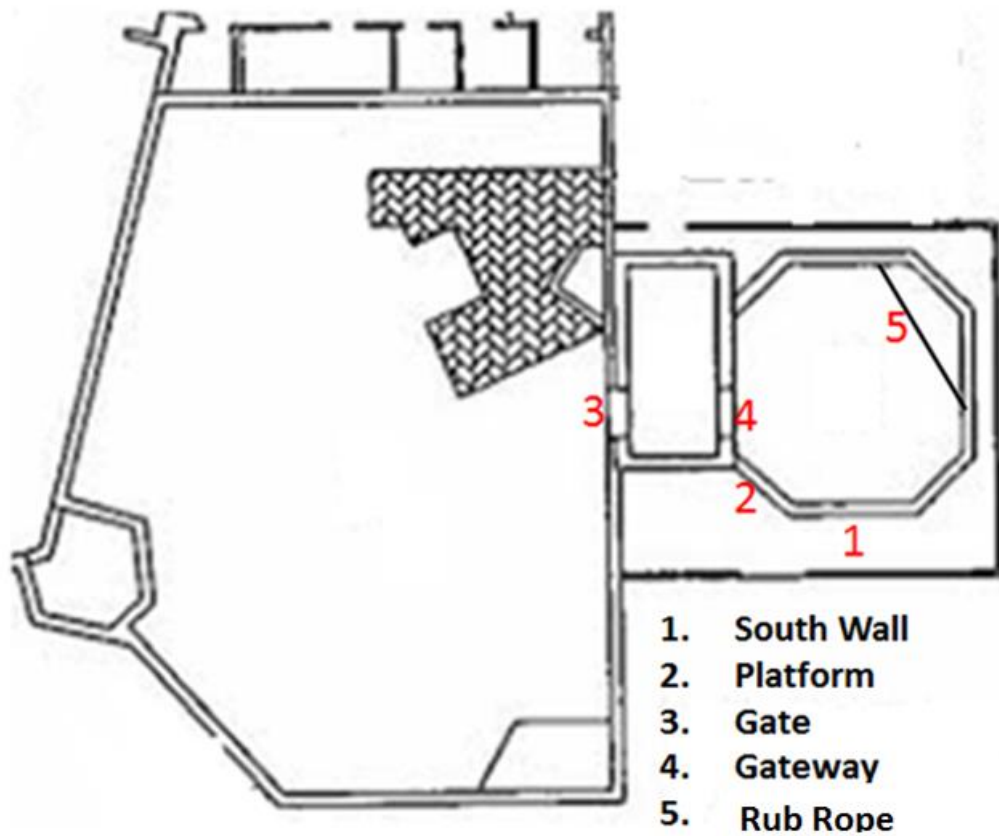 5
3
4
2
1
1. South Wall
2. Platform
3. Gate
4. Gateway
5. Rub Rope